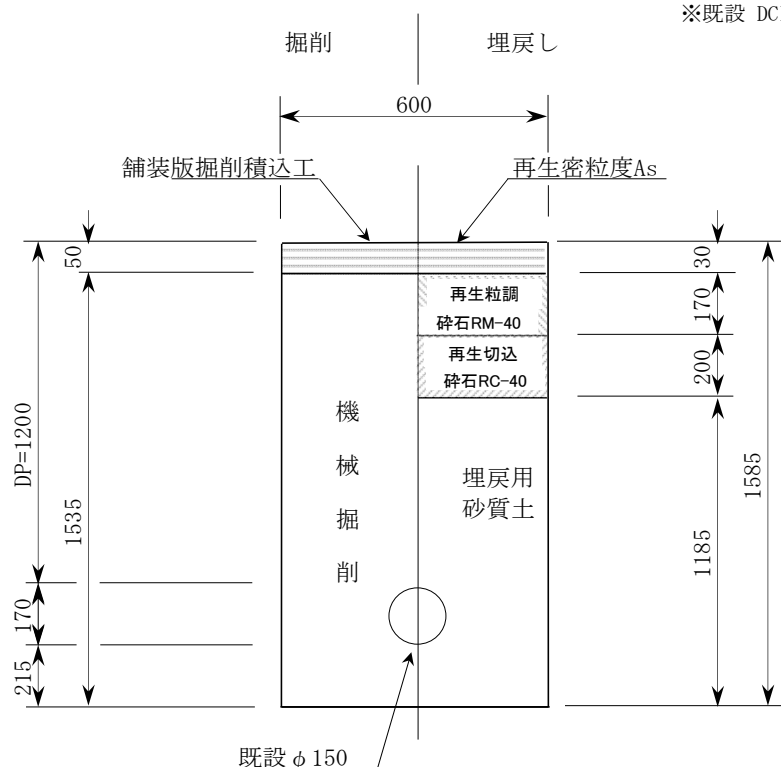 ※既設 DC
掘削
埋戻し
600
舗装版掘削積込工
再生密粒度As
50
30
再生粒調
砕石RM-40
170
再生切込
砕石RC-40
200
機
械
掘
削
埋戻用
砂質土
DP=1200
1535
1585
1185
170
215
既設φ150